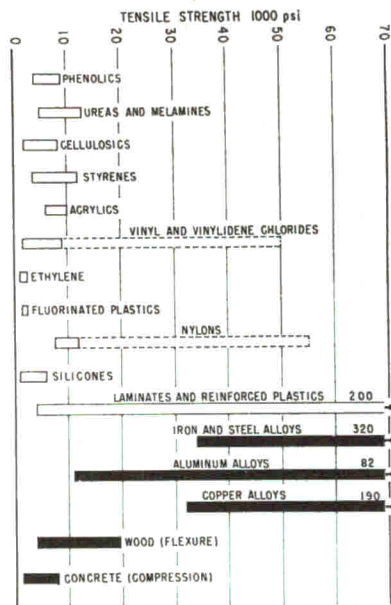 TENSILE STRENGTH 1000 psi
0 10 20 30 40 50 60 70
PHENOLICS
UREAS AND MELAMINES
CELLULOSICS
STYRENES
ACRYLICS
VINYL AND VINYLIDENE CHLORIDES
ETHYLENE
FLUORINATED PLASTICS
NYLONS
SILICONES
LAMINATES AND REINFORCED PLASTICS 200
IRON AND STEEL ALLOYS 320
ALUMINUM ALLOYS 82
COPPER ALLOYS 190
WOOD (FLEXURE)
CONCRETE (COMPRESSION)